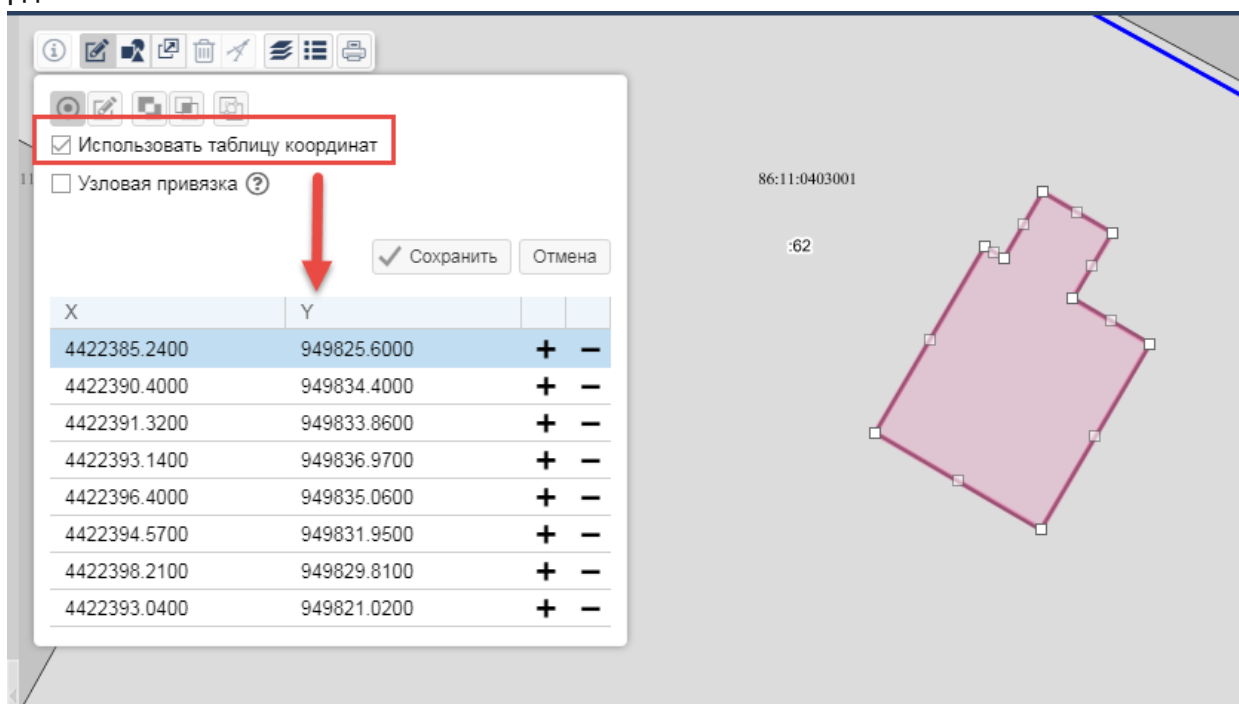 Использовать таблицу координат
Узловая привязка ?
Сохранить Отмена
X Y
4422385.2400 949825.6000 + −
4422390.4000 949834.4000 + −
4422391.3200 949833.8600 + −
4422393.1400 949836.9700 + −
4422396.4000 949835.0600 + −
4422394.5700 949831.9500 + −
4422398.2100 949829.8100 + −
4422393.0400 949821.0200 + −
86:11:0403001
:62